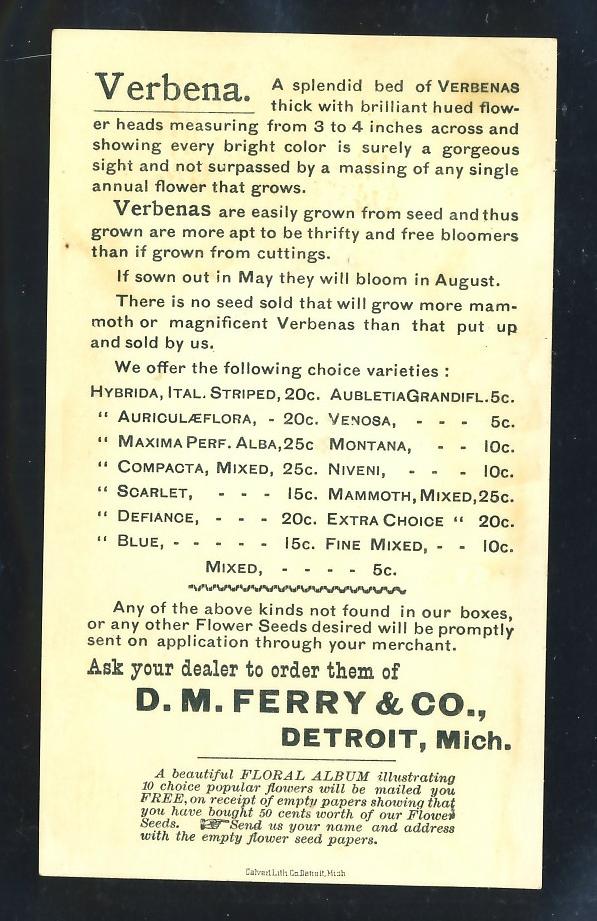 Verbena. A splendid bed of VERBENAS
thick with brilliant hued flow-
er heads measuring from 3 to 4 inches across and
showing every bright color is surely a gorgeous
sight and not surpassed by a massing of any single
annual flower that grows.
Verbenas are easily grown from seed and thus
grown are more apt to be thrifty and free bloomers
than if grown from cuttings.
If sown out in May they will bloom in August.
There is no seed sold that will grow more mam-
moth or magnificent Verbenas than that put up
and sold by us.
We offer the following choice varieties :
HYBRIDA, ITAL. STRIPED, 20c. AUBLETIA GRANDIFL. 5c.
" AURICULÆFLORA, - 20c. VENOSA, - - - 5c.
" MAXIMA PERF. ALBA, 25c MONTANA, - - 10c.
" COMPACTA, MIXED, 25c. NIVENI, - - - 10c.
" SCARLET, - - - 15c. MAMMOTH, MIXED, 25c.
" DEFIANCE, - - - 20c. EXTRA CHOICE " 20c.
" BLUE, - - - - - 15c. FINE MIXED, - - 10c.
MIXED, - - - - 5c.
Any of the above kinds not found in our boxes,
or any other Flower Seeds desired will be promptly
sent on application through your merchant.
Ask your dealer to order them of
D. M. FERRY & CO.,
DETROIT, Mich.
A beautiful FLORAL ALBUM illustrating
10 choice popular flowers will be mailed you
FREE, on receipt of empty papers showing that
you have bought 50 cents worth of our Flower
Seeds. ☞ Send us your name and address
with the empty flower seed papers.
Calvert Lith Co. Detroit, Mich